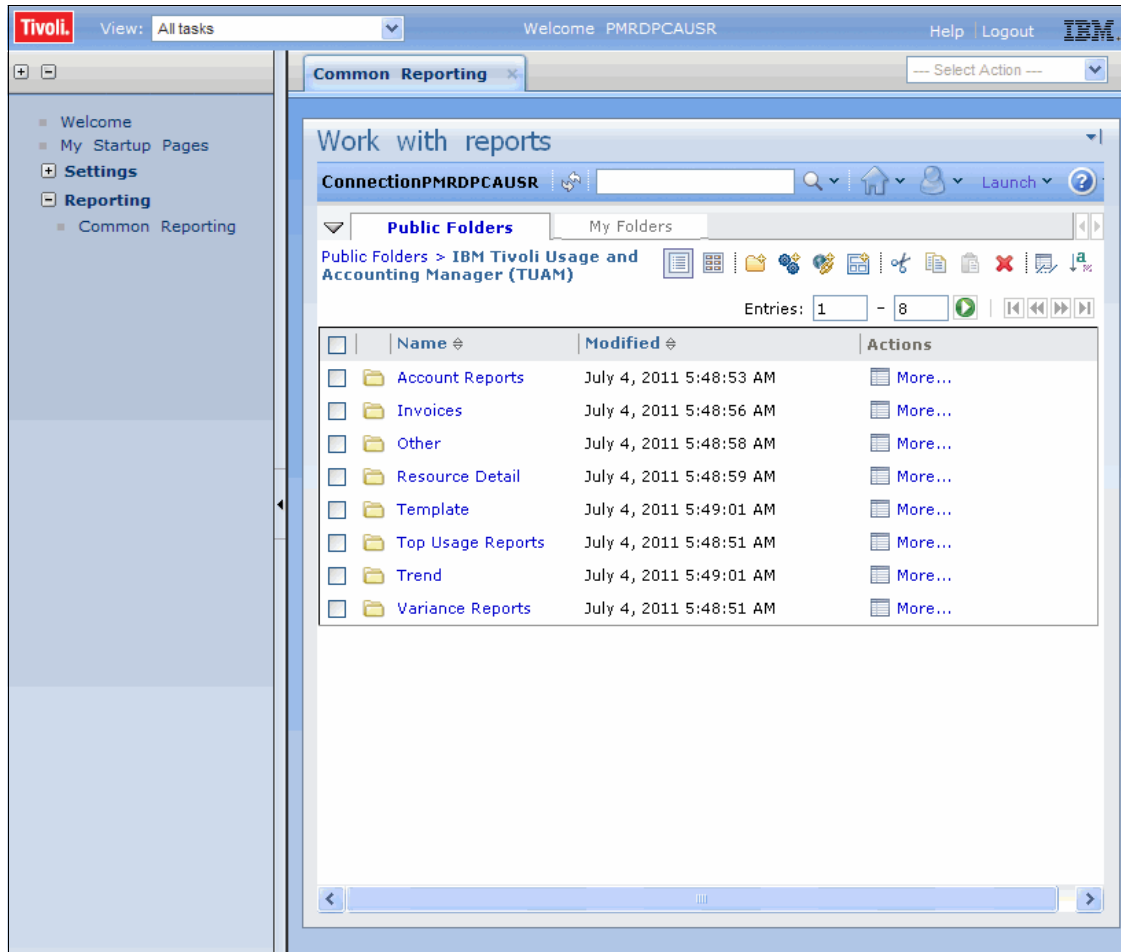 Tivoli. View: All tasks Welcome PMRDPCAUSR Help Logout IBM.
Common Reporting --- Select Action ---
Welcome
My Startup Pages
Settings
Reporting
Common Reporting
Work with reports
ConnectionPMRDPCAUSR Launch
Public Folders My Folders
Public Folders > IBM Tivoli Usage and
Accounting Manager (TUAM)
Entries: 1 - 8
Name Modified Actions
Account Reports July 4, 2011 5:48:53 AM More...
Invoices July 4, 2011 5:48:56 AM More...
Other July 4, 2011 5:48:58 AM More...
Resource Detail July 4, 2011 5:48:59 AM More...
Template July 4, 2011 5:49:01 AM More...
Top Usage Reports July 4, 2011 5:48:51 AM More...
Trend July 4, 2011 5:49:01 AM More...
Variance Reports July 4, 2011 5:48:51 AM More...